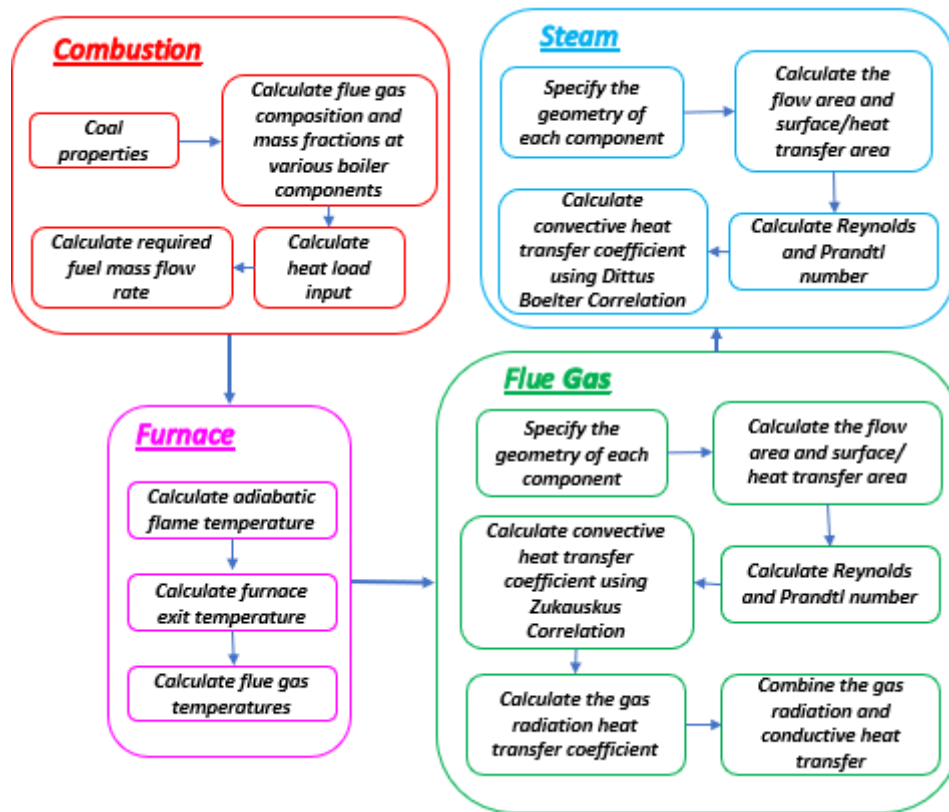 Combustion
Coal
properties
Calculate flue gas
composition and
mass fractions at
various boiler
components
Calculate required
fuel mass flow
rate
Calculate
heat load
input
Steam
Specify the
geometry of
each component
Calculate the
flow area and
surface/heat
transfer area
Calculate
convective heat
transfer coefficient
using Dittus
Boelter Correlation
Calculate Reynolds
and Prandtl
number
Furnace
Calculate adiabatic
flame temperature
Calculate furnace
exit temperature
Calculate flue gas
temperatures
Flue Gas
Specify the
geometry of each
component
Calculate the flow
area and surface/
heat transfer area
Calculate convective
heat transfer
coefficient using
Zukauskus
Correlation
Calculate Reynolds
and Prandtl number
Calculate the gas
radiation heat
transfer coefficient
Combine the gas
radiation and
conductive heat
transfer